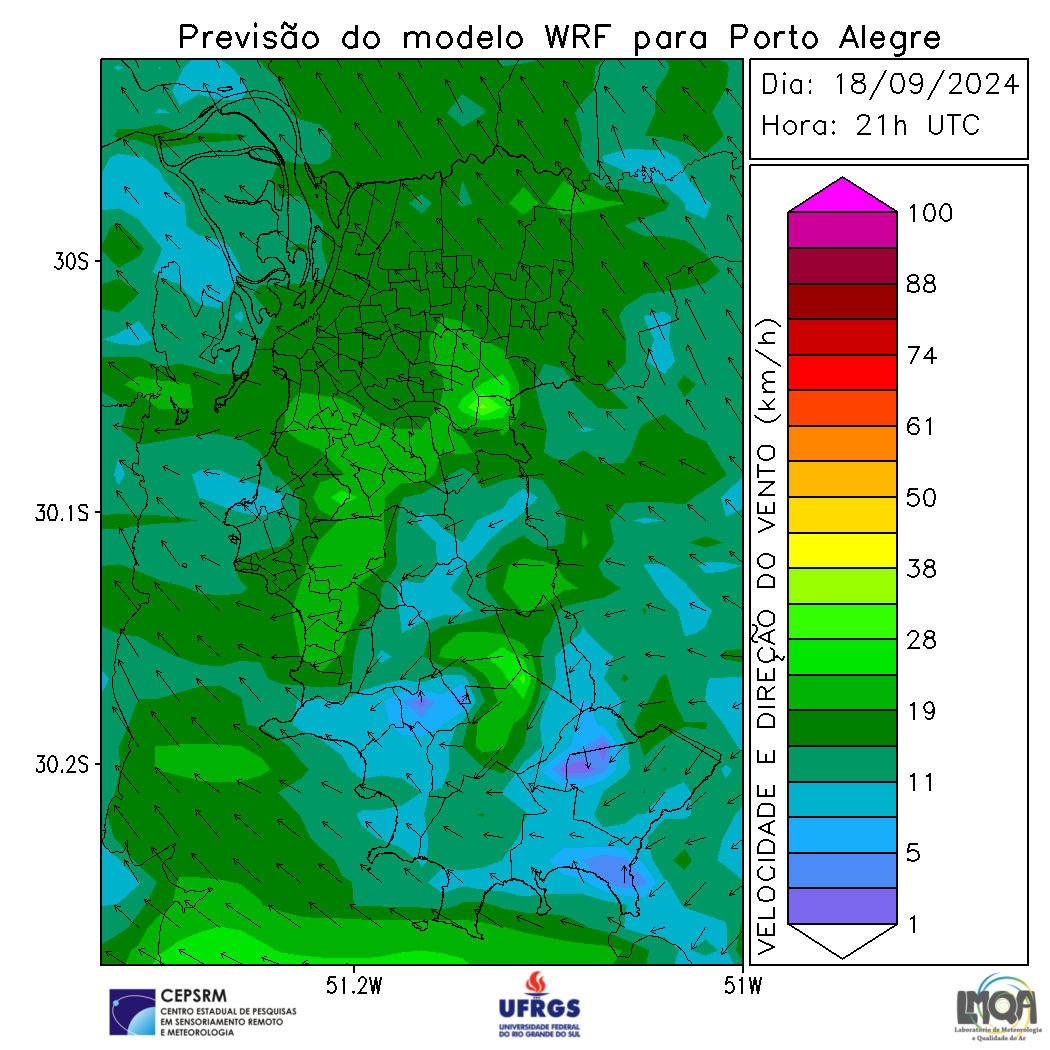 Previsão do modelo WRF para Porto Alegre
Dia: 18/09/2024
Hora: 21h UTC
30S
30.1S
30.2S
51.2W
51W
VELOCIDADE E DIREÇÃO DO VENTO (km/h)
100
88
74
61
50
38
28
19
11
5
1
CEPSRM
CENTRO ESTADUAL DE PESQUISAS
EM SENSORIAMENTO REMOTO
E METEOROLOGIA
UFRGS
UNIVERSIDADE FEDERAL
DO RIO GRANDE DO SUL
LMQA
Laboratório de Meteorologia
e Qualidade do Ar